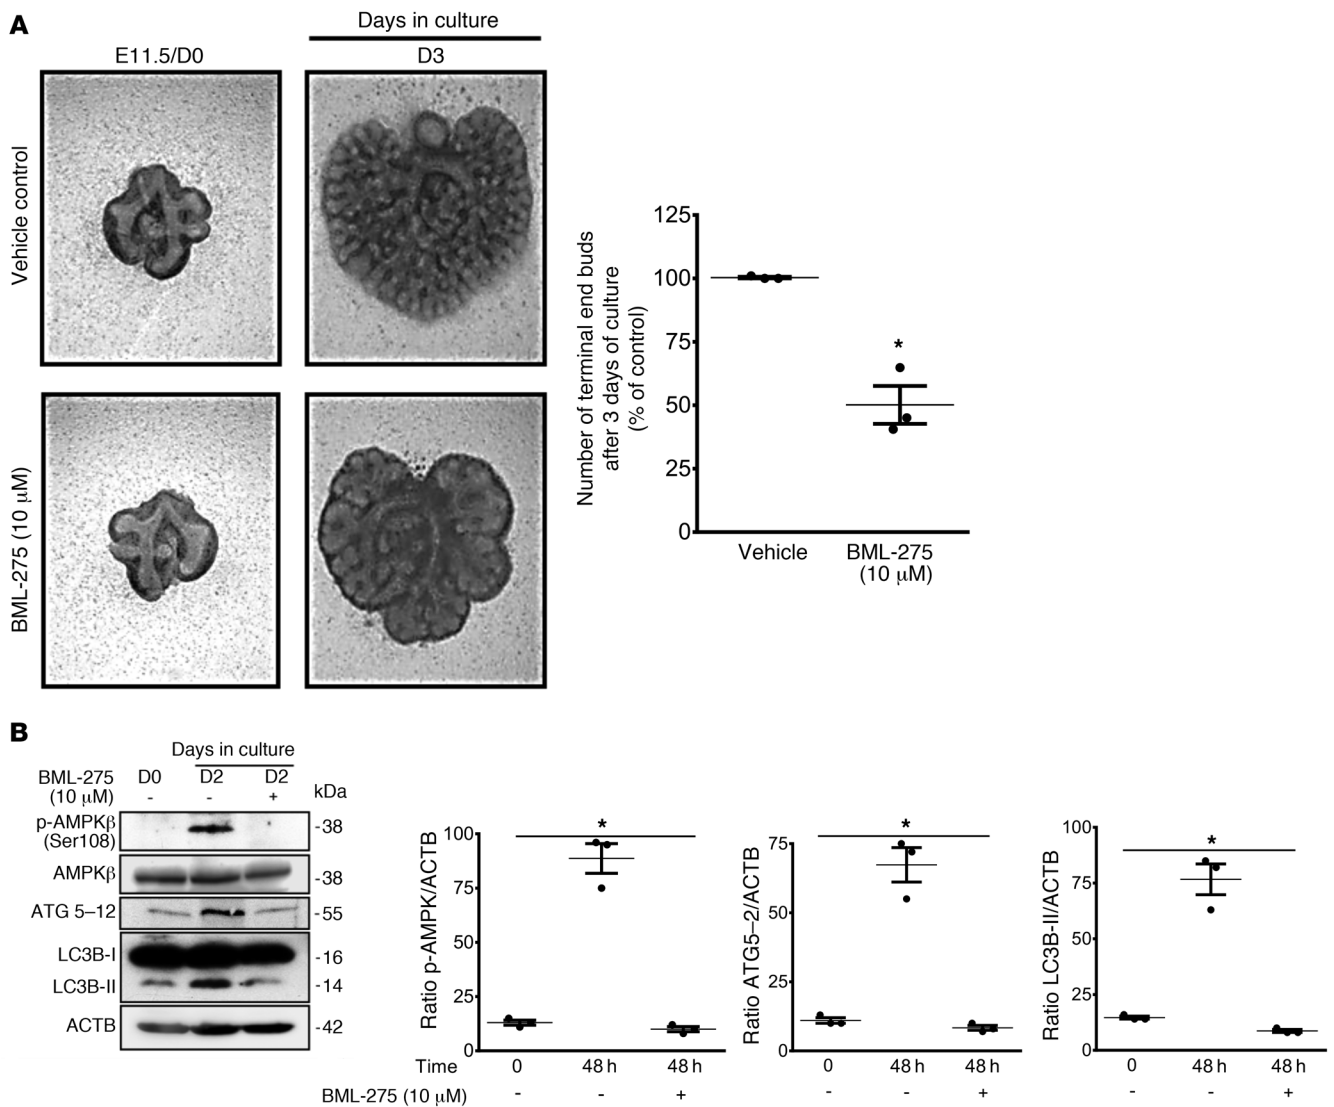 A
Days in culture
E11.5/D0
D3
Vehicle control
BML-275 (10 µM)
Number of terminal end buds
after 3 days of culture
(% of control)
125
100
75
50
25
0
*
Vehicle
BML-275
(10 µM)
B
Days in culture
BML-275
(10 µM)
D0
D2
D2
-
-
+
kDa
p-AMPKβ
(Ser108)
-38
AMPKβ
-38
ATG 5–12
-55
LC3B-I
-16
LC3B-II
-14
ACTB
-42
Ratio p-AMPK/ACTB
100
75
50
25
0
*
Time
0
48 h
48 h
BML-275 (10 µM)
-
-
+
Ratio ATG5–2/ACTB
75
50
25
0
*
0
48 h
48 h
-
-
+
Ratio LC3B-II/ACTB
100
75
50
25
0
*
0
48 h
48 h
-
-
+